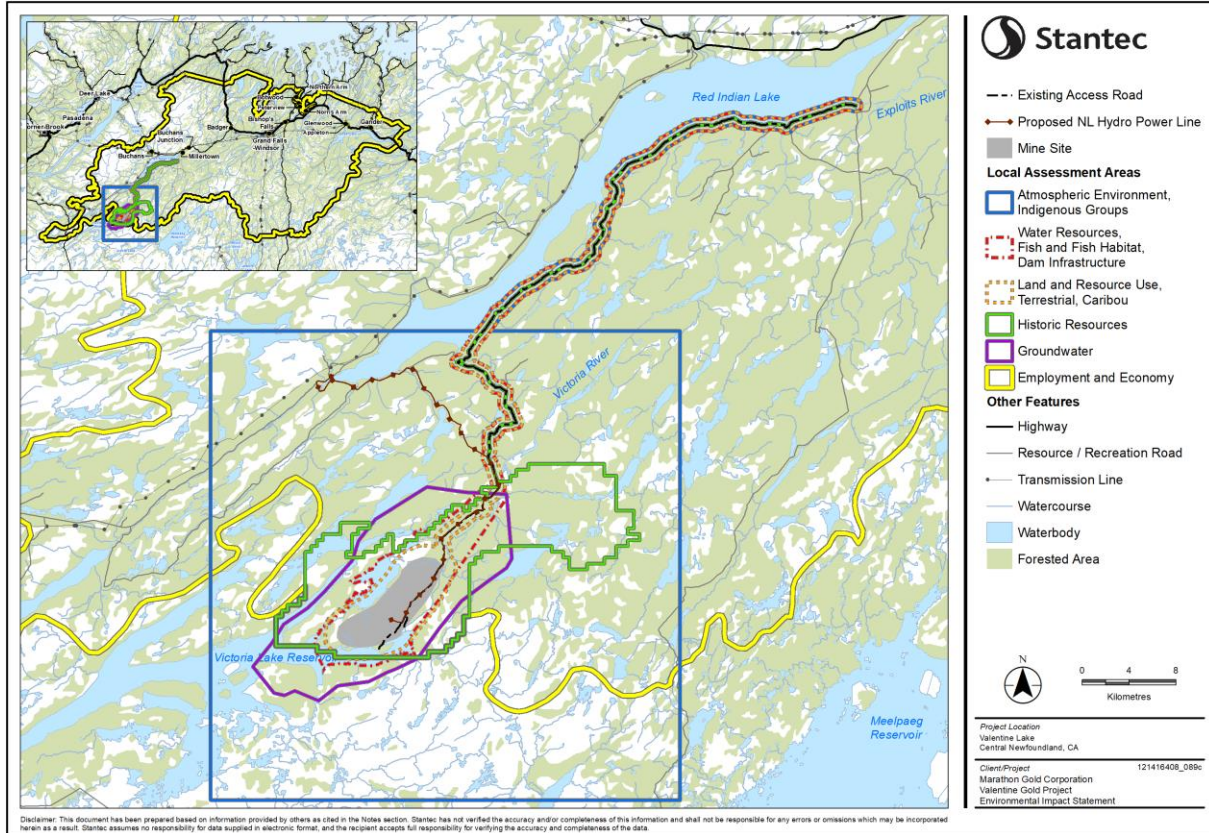 Stantec
Existing Access Road
Proposed NL Hydro Power Line
Mine Site
Local Assessment Areas
Atmospheric Environment,
Indigenous Groups
Water Resources,
Fish and Fish Habitat,
Dam Infrastructure
Land and Resource Use,
Terrestrial, Caribou
Historic Resources
Groundwater
Employment and Economy
Other Features
Highway
Resource / Recreation Road
Transmission Line
Watercourse
Waterbody
Forested Area
N
0 4 8
Kilometres
Project Location
Valentine Lake
Central Newfoundland, CA
Client/Project 121416408_089c
Marathon Gold Corporation
Valentine Gold Project
Environmental Impact Statement
Deer Lake
Pasadena
orner-Brook
Buchans
Junction
Buchans
Millertown
Badger
Northern Arm
Botwood
Peterview
Bishop's
Falls
Norris Arm
Glenwood
Appleton
Gander
Grand Falls
-Windsor
Red Indian Lake
Exploits River
Victoria River
Victoria Lake Reservoir
Meelpaeg
Reservoir
Disclaimer: This document has been prepared based on information provided by others as cited in the Notes section. Stantec has not verified the accuracy and/or completeness of this information and shall not be responsible for any errors or omissions which may be incorporated
herein as a result. Stantec assumes no responsibility for data supplied in electronic format, and the recipient accepts full responsibility for verifying the accuracy and completeness of the data.